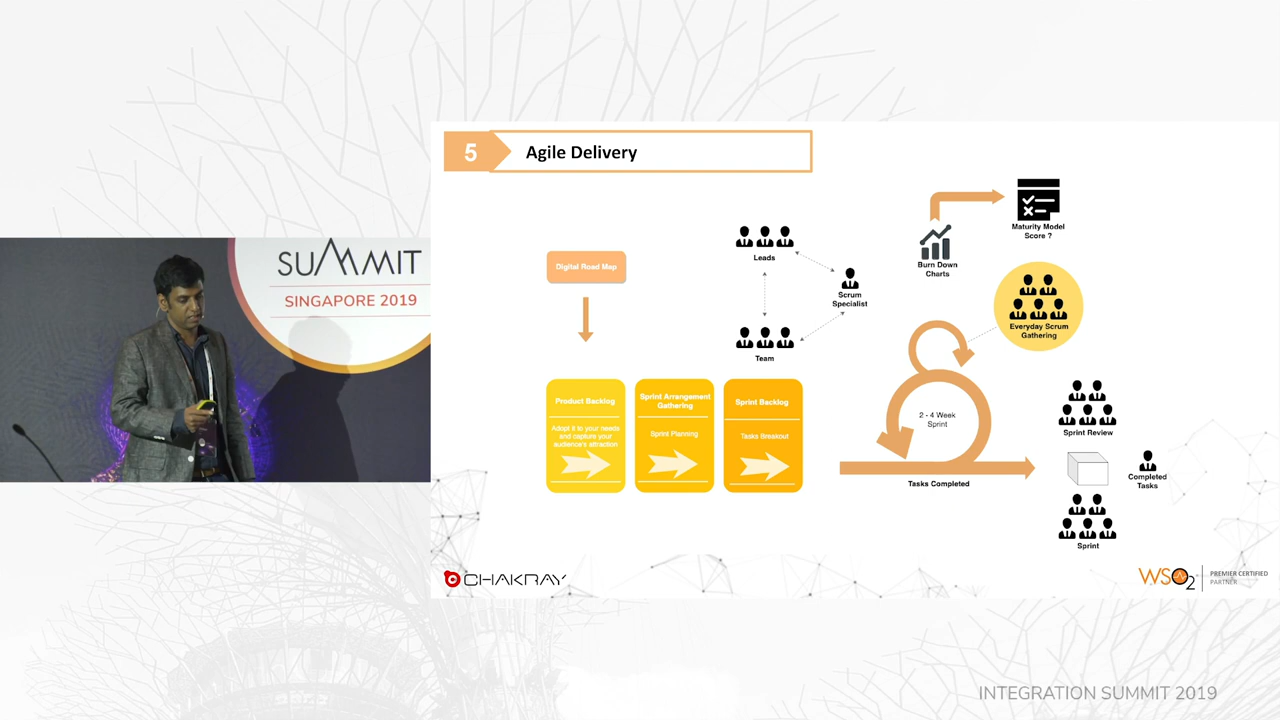 SUMMIT
SINGAPORE 2019
5
Agile Delivery
Digital Road Map
Leads
Scrum
Specialist
Team
Burn Down
Charts
Maturity Model
Score ?
Everyday Scrum
Gathering
Product Backlog
Adopt it to your needs
and capture your
audience's attraction
Sprint Arrangement
Gathering
Sprint Planning
Sprint Backlog
Tasks Breakout
2 - 4 Week
Sprint
Tasks Completed
Sprint Review
Completed
Tasks
Sprint
CHAKRAY
WSO2
PREMIER CERTIFIED
PARTNER
INTEGRATION SUMMIT 2019